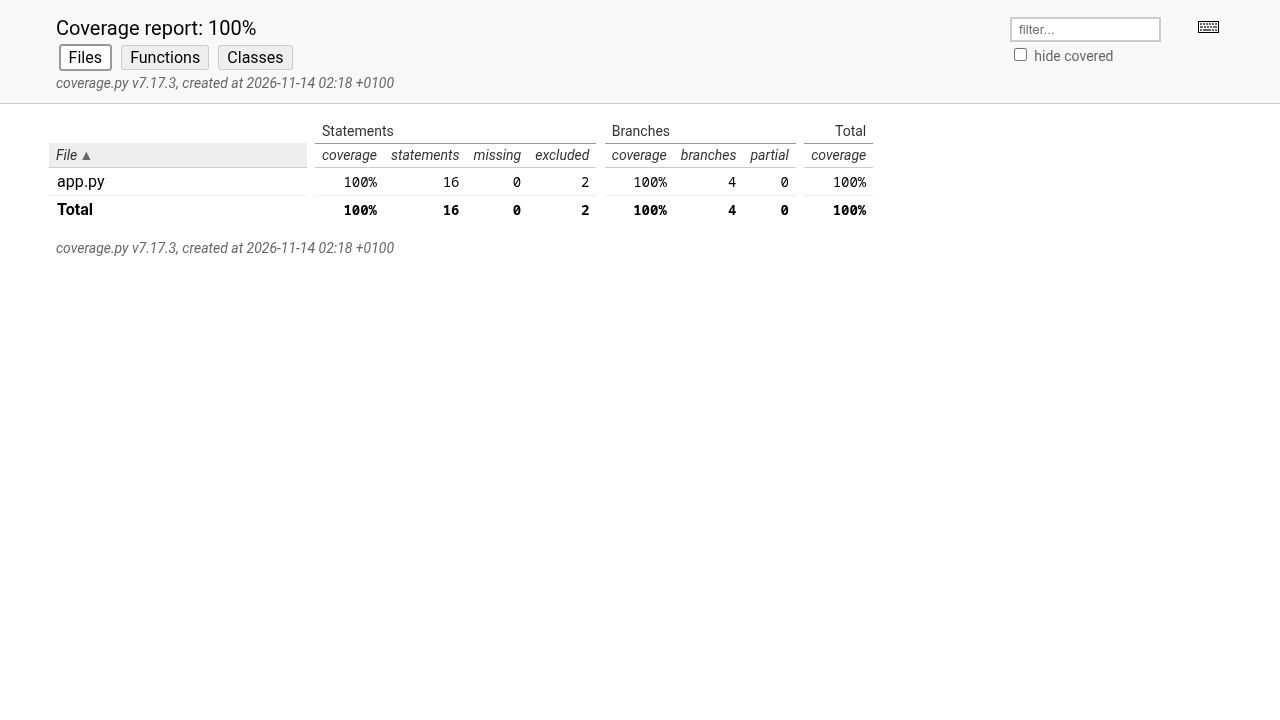 Coverage report: 100%
filter...
hide covered
Files Functions Classes
coverage.py v7.17.3, created at 2026-11-14 02:18 +0100
Statements Branches Total
File ▲ coverage statements missing excluded coverage branches partial coverage
app.py 100% 16 0 2 100% 4 0 100%
Total 100% 16 0 2 100% 4 0 100%
coverage.py v7.17.3, created at 2026-11-14 02:18 +0100